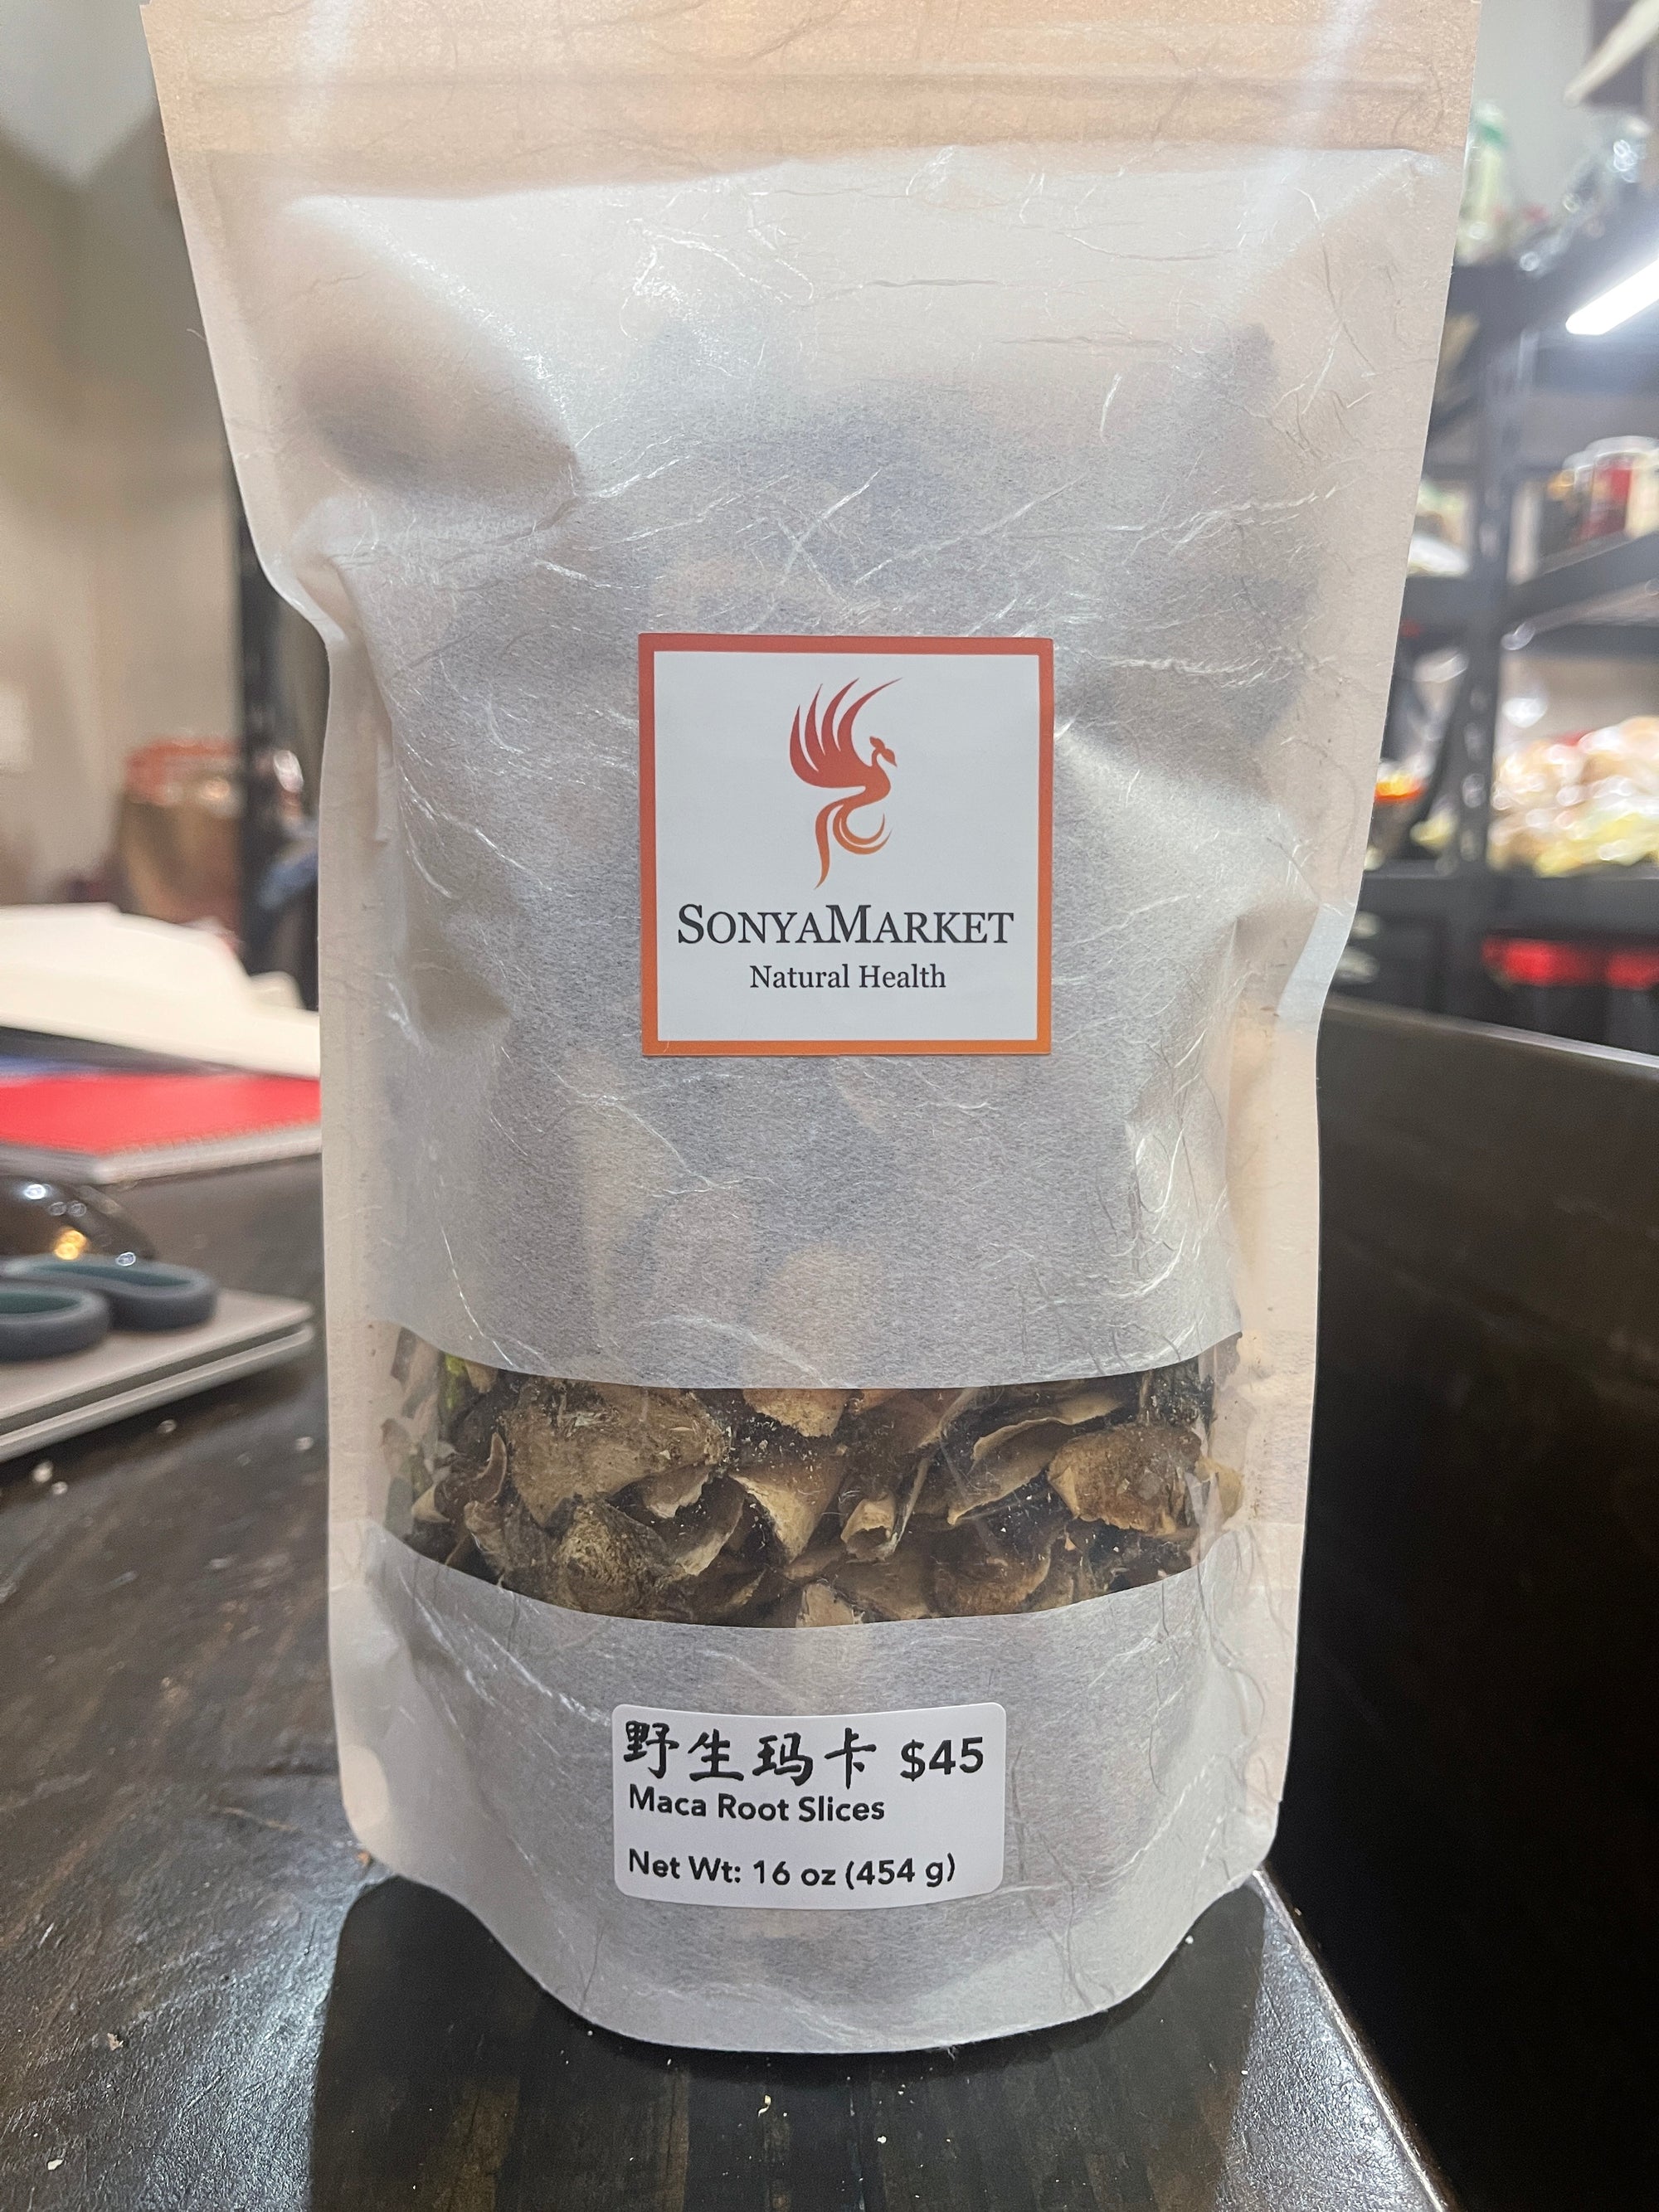 SONYAMARKET
Natural Health
野生玛卡 $45
Maca Root Slices
Net Wt: 16 oz (454 g)